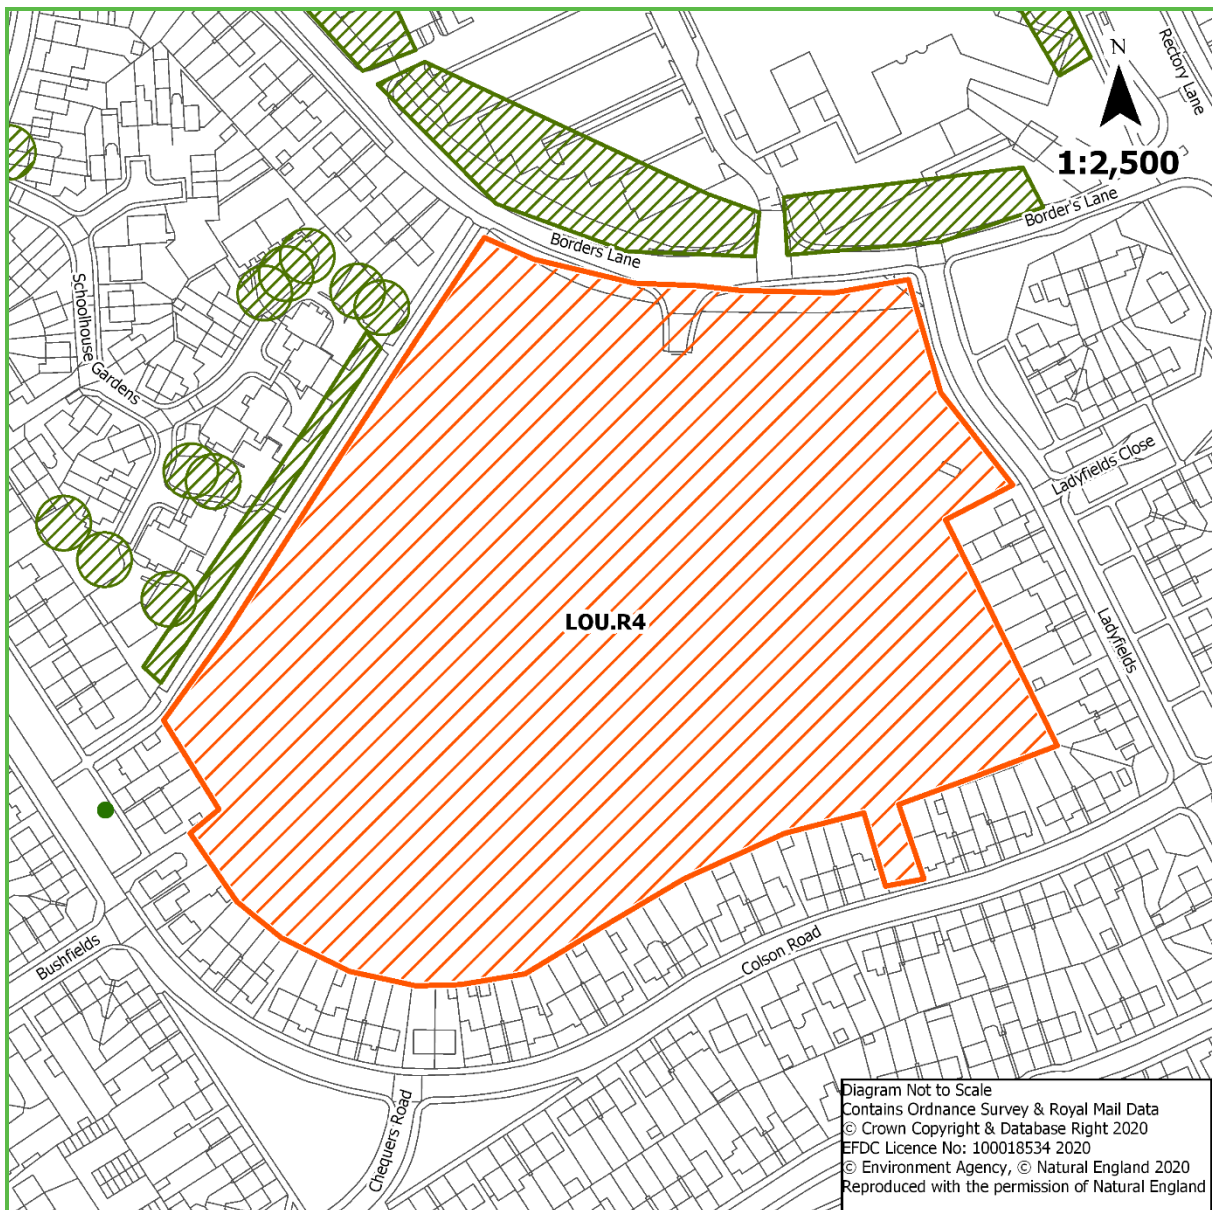 N
Rectory Lane
1:2,500
Border's Lane
Borders Lane
Schoolhouse Gardens
Ladyfields Close
LOU.R4
Ladyfields
Bushfields
Colson Road
Chequers Road
Diagram Not to Scale
Contains Ordnance Survey & Royal Mail Data
© Crown Copyright & Database Right 2020
EFDC Licence No: 100018534 2020
© Environment Agency, © Natural England 2020
Reproduced with the permission of Natural England